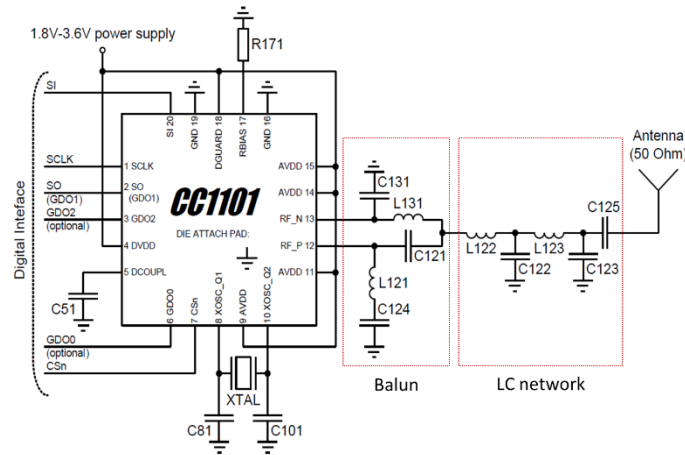 1.8V-3.6V power supply
R171
SI
SI 20
GND 19
DGUARD 18
RBIAS 17
GND 16
Antenna
(50 Ohm)
SCLK
1 SCLK
AVDD 15
SO
(GDO1)
2 SO
(GDO1)
CC1101
AVDD 14
C131
L131
C125
GDO2
(optional)
3 GDO2
RF_N 13
DIE ATTACH PAD:
4 DVDD
RF_P 12
C121
L122
L123
C122
C123
5 DCOUPL
AVDD 11
L121
C124
C51
6 GDO0
7 CSn
8 XOSC_Q1
9 AVDD
10 XOSC_Q2
GDO0
(optional)
CSn
Digital Interface
XTAL
C81
C101
Balun
LC network